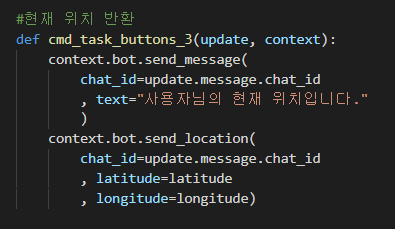 #현재 위치 반환
def cmd_task_buttons_3(update, context):
    context.bot.send_message(
        chat_id=update.message.chat_id
        , text="사용자님의 현재 위치입니다."
        )
    context.bot.send_location(
        chat_id=update.message.chat_id
        , latitude=latitude
        , longitude=longitude)